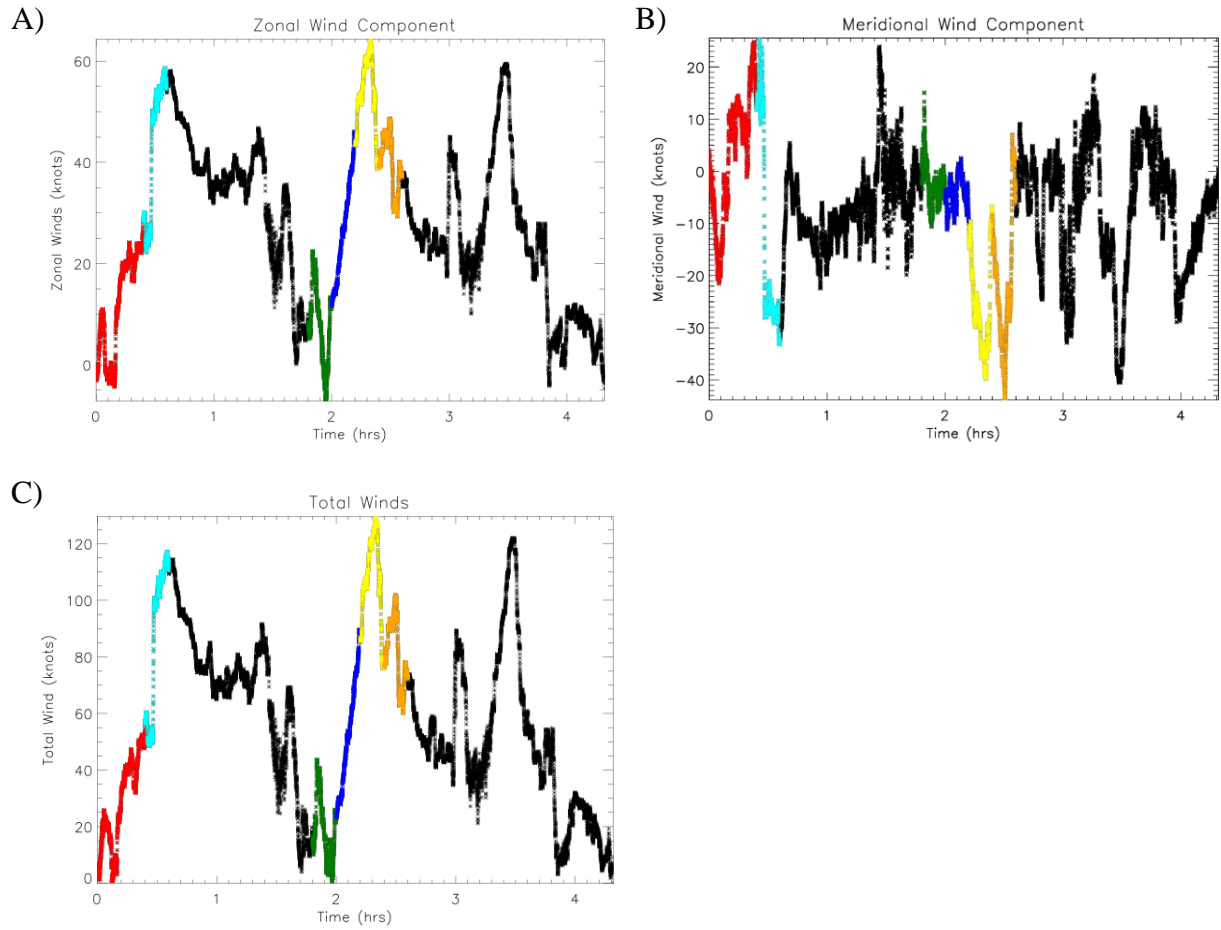 A)
Zonal Wind Component
Zonal Winds (knots)
60
40
20
0
0 1 2 3 4
Time (hrs)
B)
Meridional Wind Component
Meridional Wind (knots)
20
10
0
−10
−20
−30
−40
0 1 2 3 4
Time (hrs)
C)
Total Winds
Total Wind (knots)
120
100
80
60
40
20
0
0 1 2 3 4
Time (hrs)